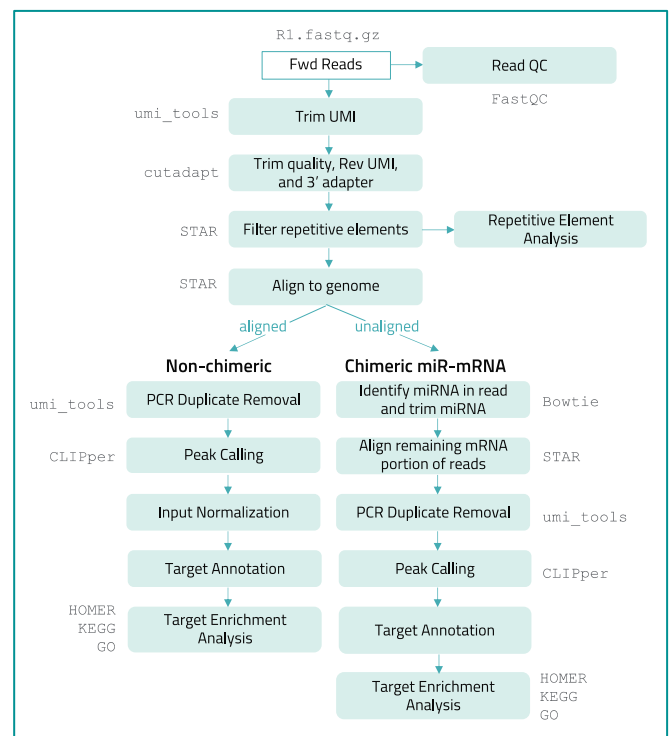 R1.fastq.gz
Fwd Reads
Read QC
FastQC
umi_tools
Trim UMI
cutadapt
Trim quality, Rev UMI,
and 3’ adapter
STAR
Filter repetitive elements
Repetitive Element
Analysis
STAR
Align to genome
aligned
unaligned
Non-chimeric
Chimeric miR-mRNA
umi_tools
PCR Duplicate Removal
Identify miRNA in read
and trim miRNA
Bowtie
CLIPper
Peak Calling
Align remaining mRNA
portion of reads
STAR
Input Normalization
PCR Duplicate Removal
umi_tools
Target Annotation
Peak Calling
CLIPper
HOMER
KEGG
GO
Target Enrichment
Analysis
Target Annotation
Target Enrichment
Analysis
HOMER
KEGG
GO